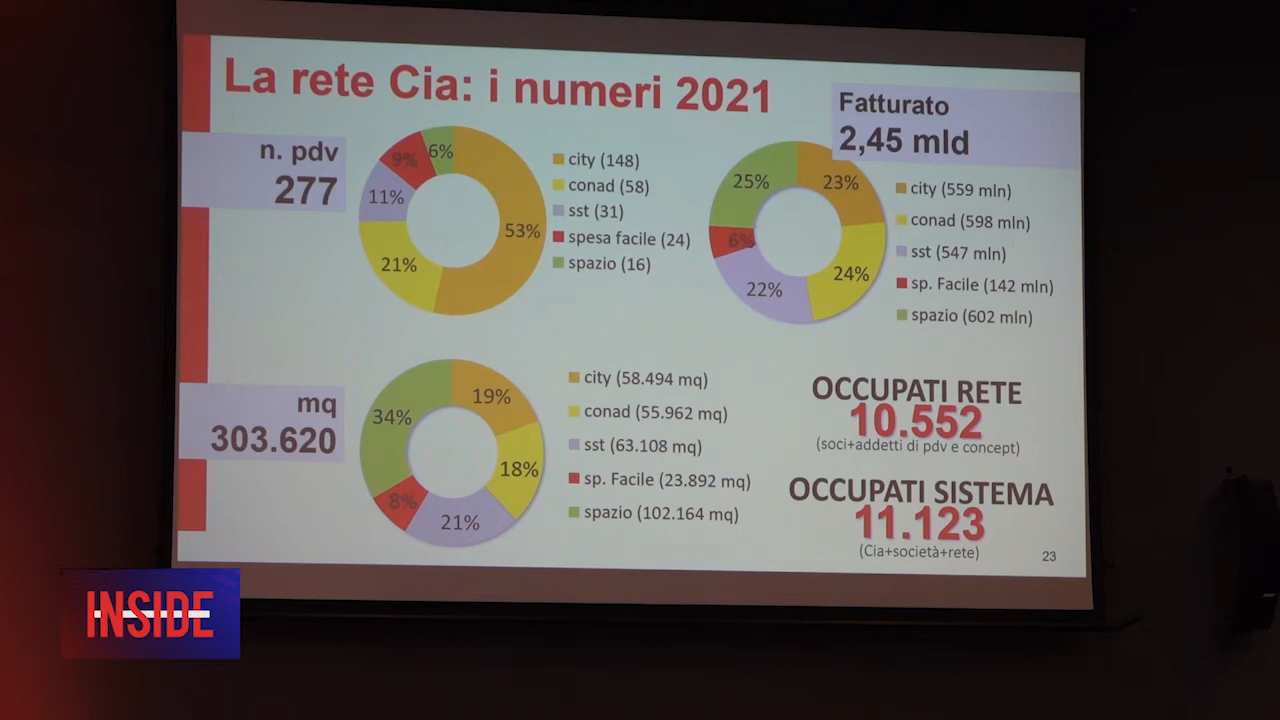 La rete Cia: i numeri 2021
n. pdv
277
6%
9%
11%
21%
53%
city (148)
conad (58)
sst (31)
spesa facile (24)
spazio (16)
Fatturato
2,45 mld
25%
23%
6%
22%
24%
city (559 mln)
conad (598 mln)
sst (547 mln)
sp. Facile (142 mln)
spazio (602 mln)
mq
303.620
34%
19%
18%
8%
21%
city (58.494 mq)
conad (55.962 mq)
sst (63.108 mq)
sp. Facile (23.892 mq)
spazio (102.164 mq)
OCCUPATI RETE
10.552
(soci+addetti di pdv e concept)
OCCUPATI SISTEMA
11.123
(Cia+società+rete)
23
INSIDE